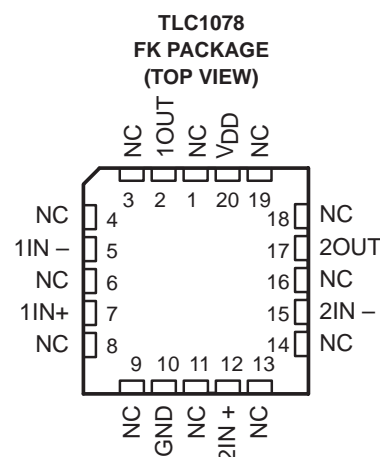 TLC1078
FK PACKAGE
(TOP VIEW)
NC 1OUT NC VDD NC
3 2 1 20 19
NC 4 18 NC
1IN – 5 17 2OUT
NC 6 16 NC
1IN+ 7 15 2IN –
NC 8 14 NC
9 10 11 12 13
NC GND NC 2IN + NC